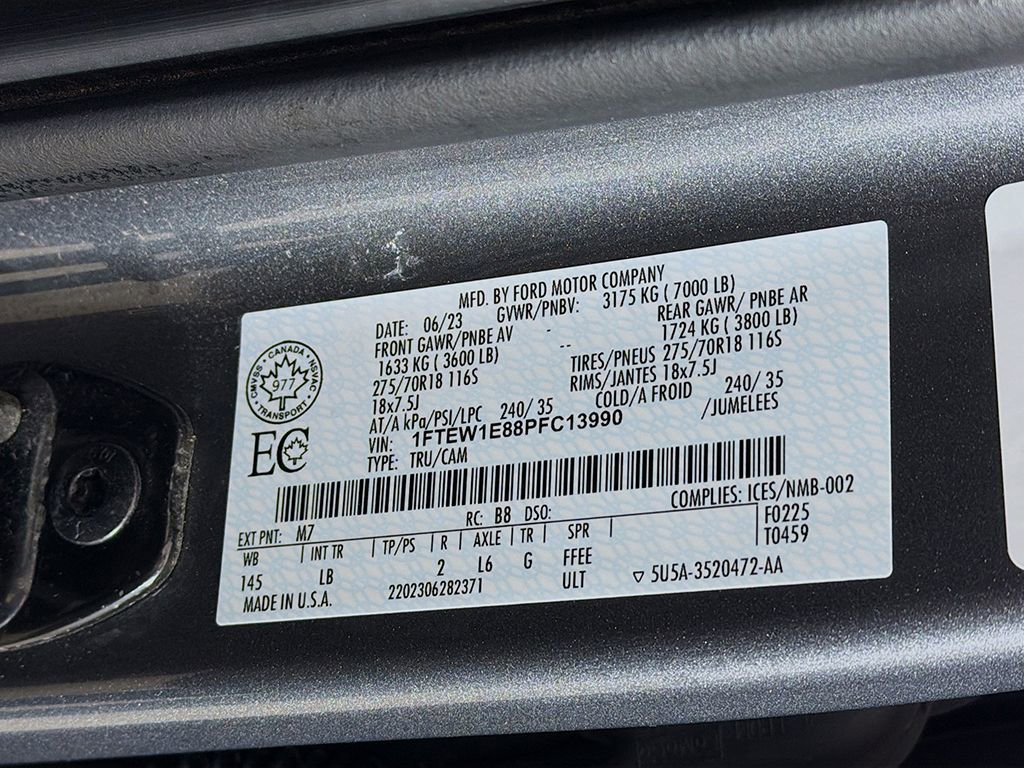 MFD. BY FORD MOTOR COMPANY
DATE: 06/23 GVWR/PNBV: 3175 KG ( 7000 LB)
FRONT GAWR/PNBE AV - REAR GAWR/ PNBE AR
1633 KG ( 3600 LB) -- 1724 KG ( 3800 LB)
275/70R18 116S TIRES/PNEUS 275/70R18 116S
18x7.5J RIMS/JANTES 18x7.5J
AT/A kPa/PSI/LPC 240/ 35 COLD/A FROID 240/ 35
VIN: 1FTEW1E88PFC13990 /JUMELEES
TYPE: TRU/CAM
CMVSS • CANADA • NSVAC
977
• TRANSPORT •
EC
COMPLIES: ICES/NMB-002
EXT PNT: M7 RC: B8 DSO: F0225
WB | INT TR | TP/PS | R | AXLE | TR | SPR T0459
145 LB 2 L6 G FFEE
MADE IN U.S.A. 2202306282371 ULT ▽ 5U5A-3520472-AA